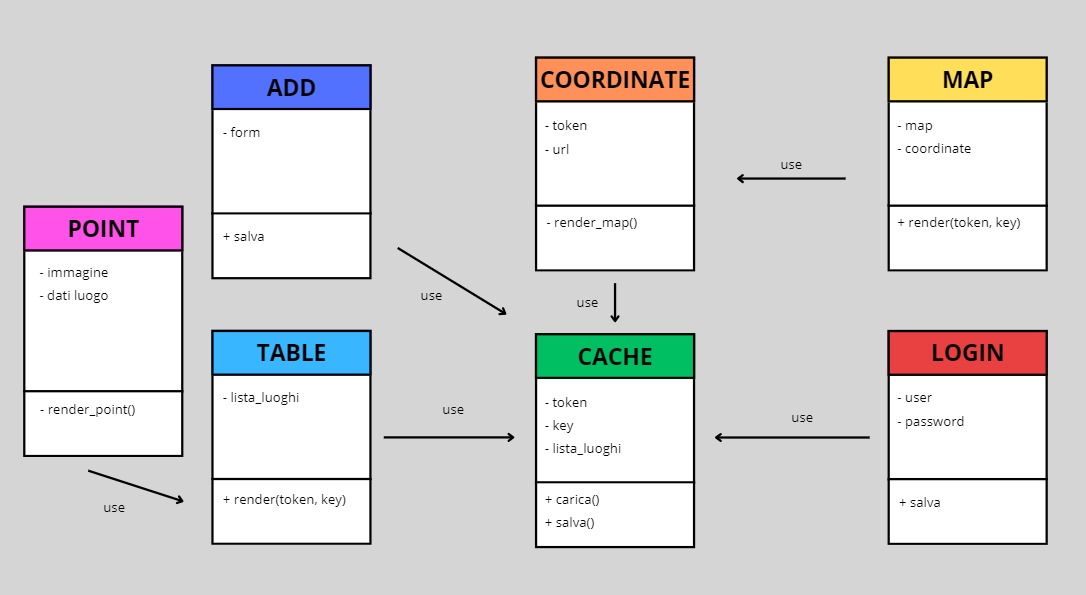 ADD
- form
+ salva
COORDINATE
- token
- url
- render_map()
MAP
- map
- coordinate
+ render(token, key)
use
POINT
- immagine
- dati luogo
- render_point()
use
use
use
TABLE
- lista_luoghi
+ render(token, key)
use
CACHE
- token
- key
- lista_luoghi
+ carica()
+ salva()
use
LOGIN
- user
- password
+ salva